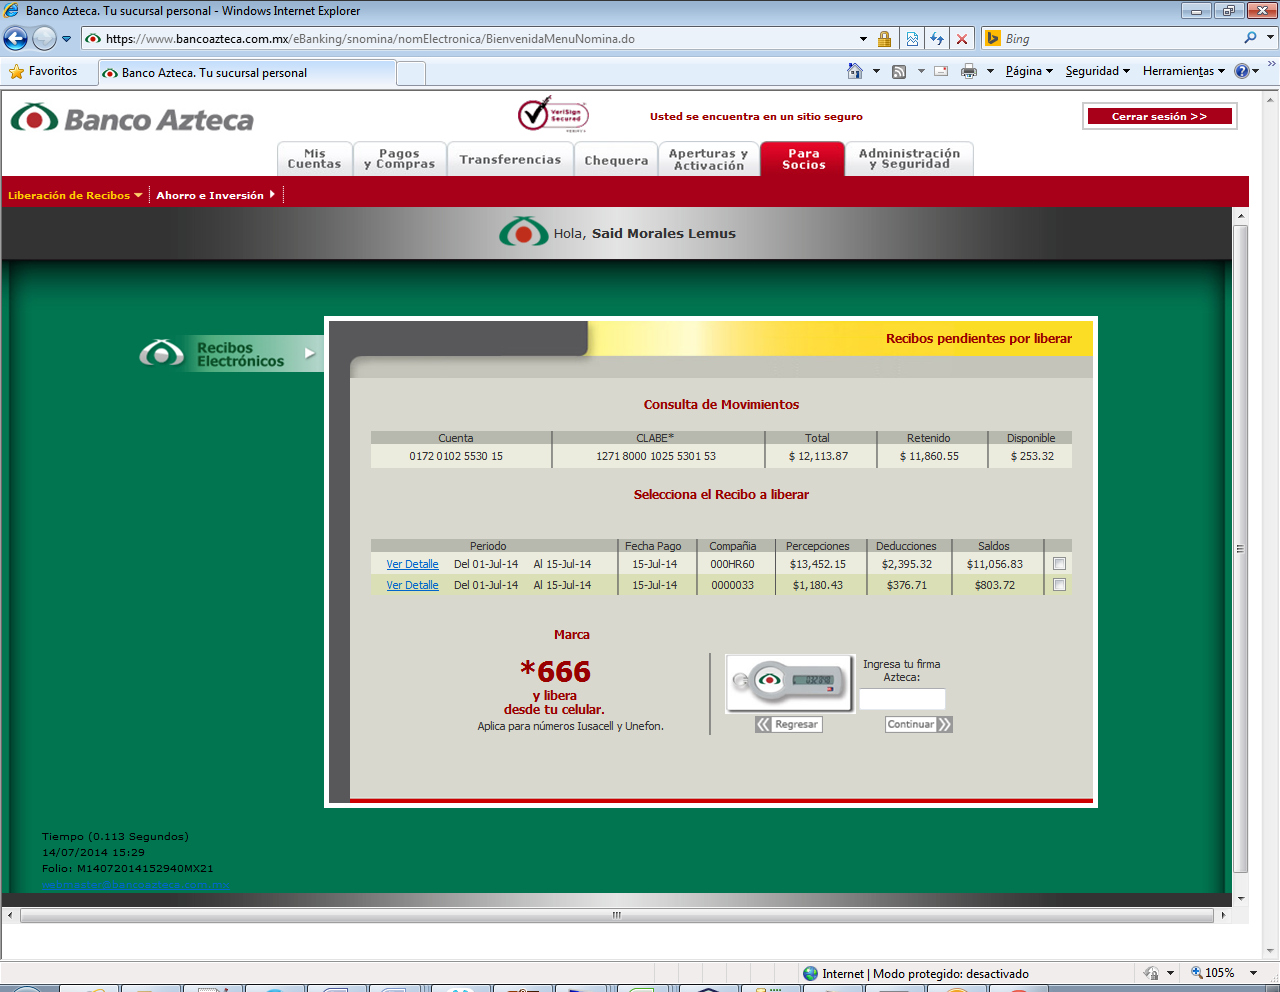 Banco Azteca. Tu sucursal personal - Windows Internet Explorer
https://www.bancoazteca.com.mx/eBanking/snomina/nomElectronica/BienvenidaMenuNomina.do
Bing
Favoritos
Banco Azteca. Tu sucursal personal
Página
Seguridad
Herramientas
Banco Azteca
VeriSign Secured
Usted se encuentra en un sitio seguro
Cerrar sesión >>
Mis Cuentas
Pagos y Compras
Transferencias
Chequera
Aperturas y Activación
Para Socios
Administración y Seguridad
Liberación de Recibos
Ahorro e Inversión
Hola, Said Morales Lemus
Recibos Electrónicos
Recibos pendientes por liberar
Consulta de Movimientos
Cuenta CLABE* Total Retenido Disponible
0172 0102 5530 15 1271 8000 1025 5301 53 $ 12,113.87 $ 11,860.55 $ 253.32
Selecciona el Recibo a liberar
Periodo Fecha Pago Compañia Percepciones Deducciones Saldos
Ver Detalle Del 01-Jul-14 Al 15-Jul-14 15-Jul-14 000HR60 $13,452.15 $2,395.32 $11,056.83
Ver Detalle Del 01-Jul-14 Al 15-Jul-14 15-Jul-14 0000033 $1,180.43 $376.71 $803.72
Marca
*666
y libera
desde tu celular.
Aplica para números Iusacell y Unefon.
Ingresa tu firma
Azteca:
Regresar
Continuar
Tiempo (0.113 Segundos)
14/07/2014 15:29
Folio: M14072014152940MX21
Internet | Modo protegido: desactivado
105%